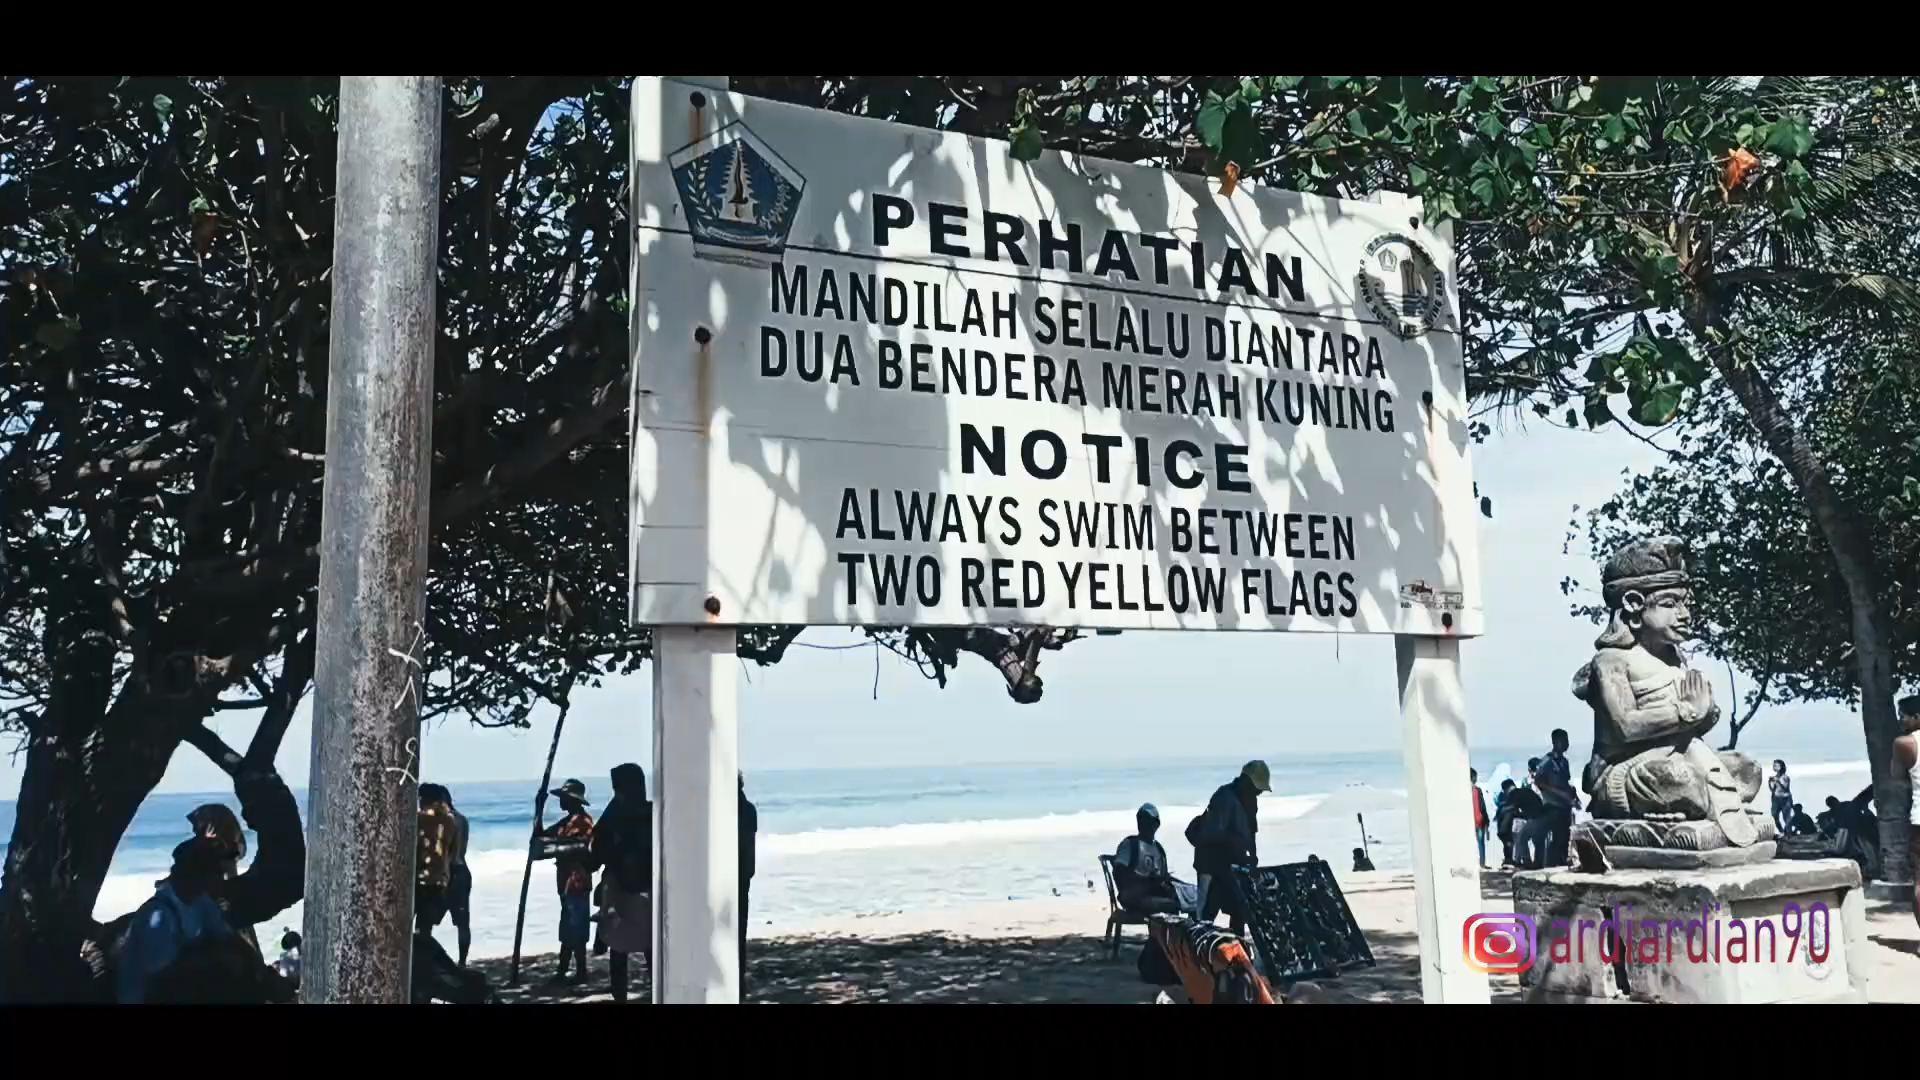 PERHATIAN
MANDILAH SELALU DIANTARA
DUA BENDERA MERAH KUNING
NOTICE
ALWAYS SWIM BETWEEN
TWO RED YELLOW FLAGS
ardiardian90